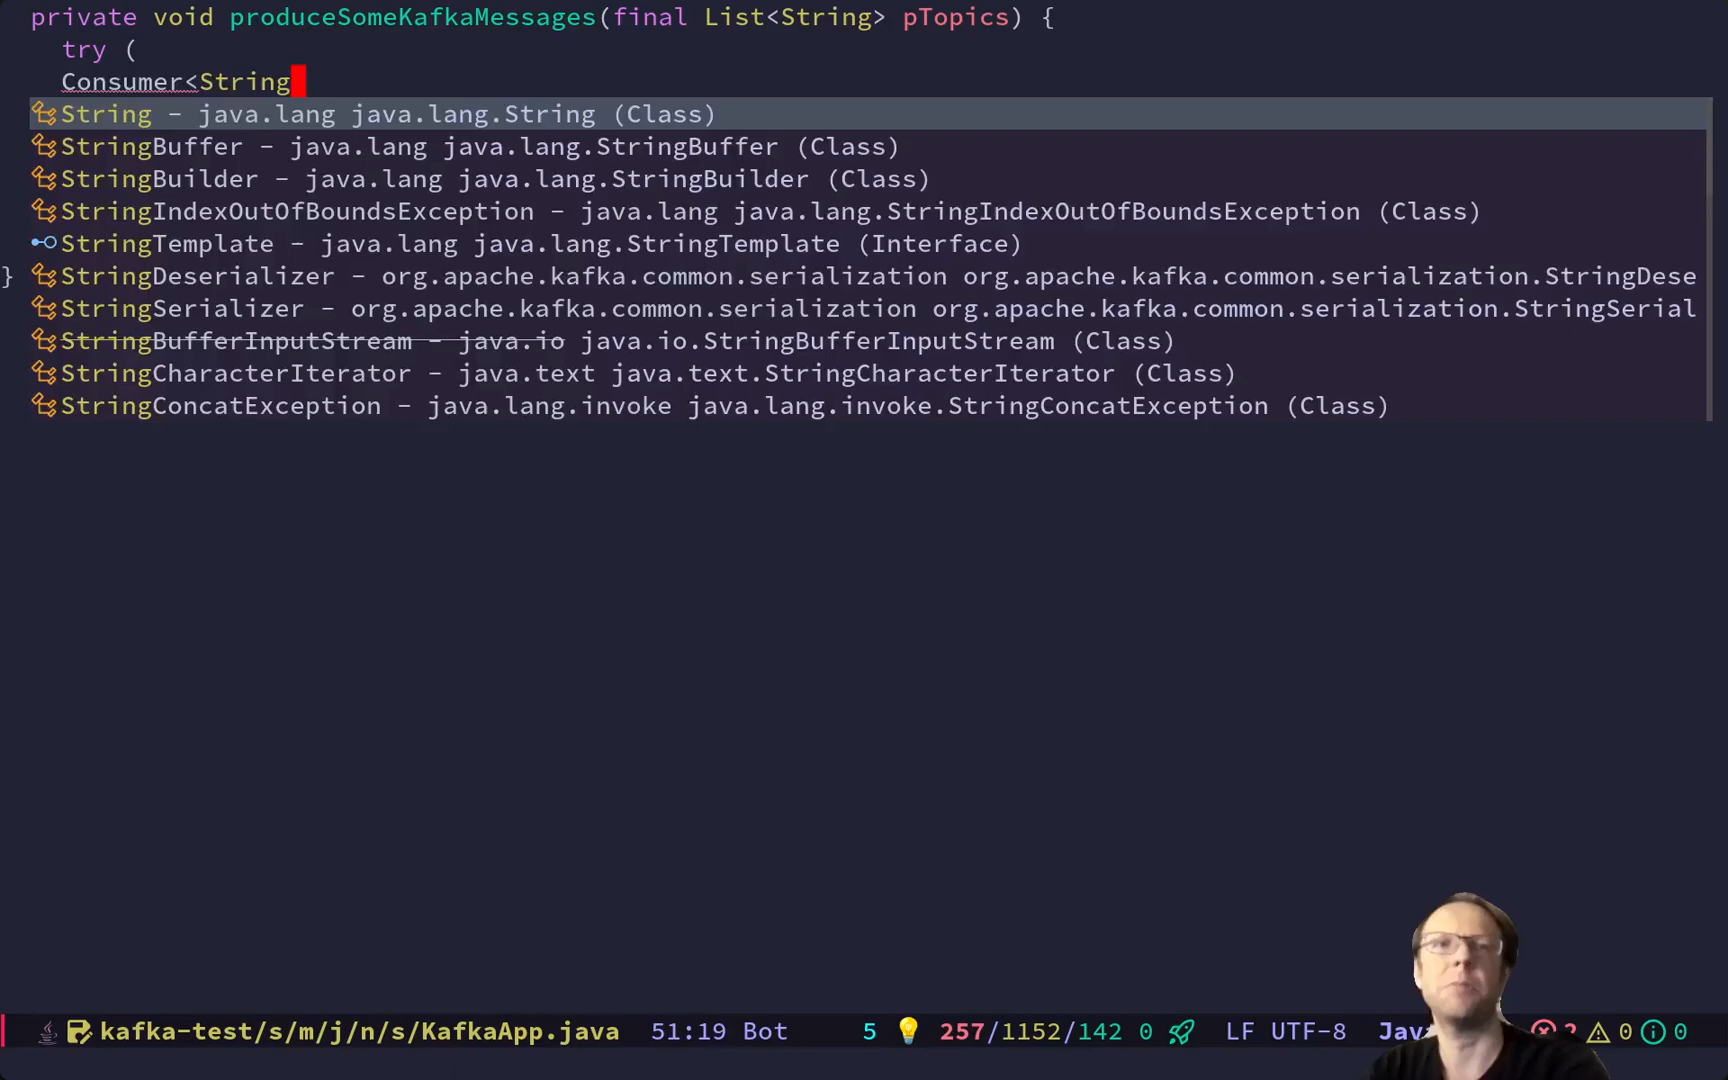 private void produceSomeKafkaMessages(final List<String> pTopics) {
try (
Consumer<String
String - java.lang java.lang.String (Class)
StringBuffer - java.lang java.lang.StringBuffer (Class)
StringBuilder - java.lang java.lang.StringBuilder (Class)
StringIndexOutOfBoundsException - java.lang java.lang.StringIndexOutOfBoundsException (Class)
StringTemplate - java.lang java.lang.StringTemplate (Interface)
} StringDeserializer - org.apache.kafka.common.serialization org.apache.kafka.common.serialization.StringDese
StringSerializer - org.apache.kafka.common.serialization org.apache.kafka.common.serialization.StringSerial
StringBufferInputStream - java.io java.io.StringBufferInputStream (Class)
StringCharacterIterator - java.text java.text.StringCharacterIterator (Class)
StringConcatException - java.lang.invoke java.lang.invoke.StringConcatException (Class)
kafka-test/s/m/j/n/s/KafkaApp.java 51:19 Bot 5 257/1152/142 0 LF UTF-8 0 0